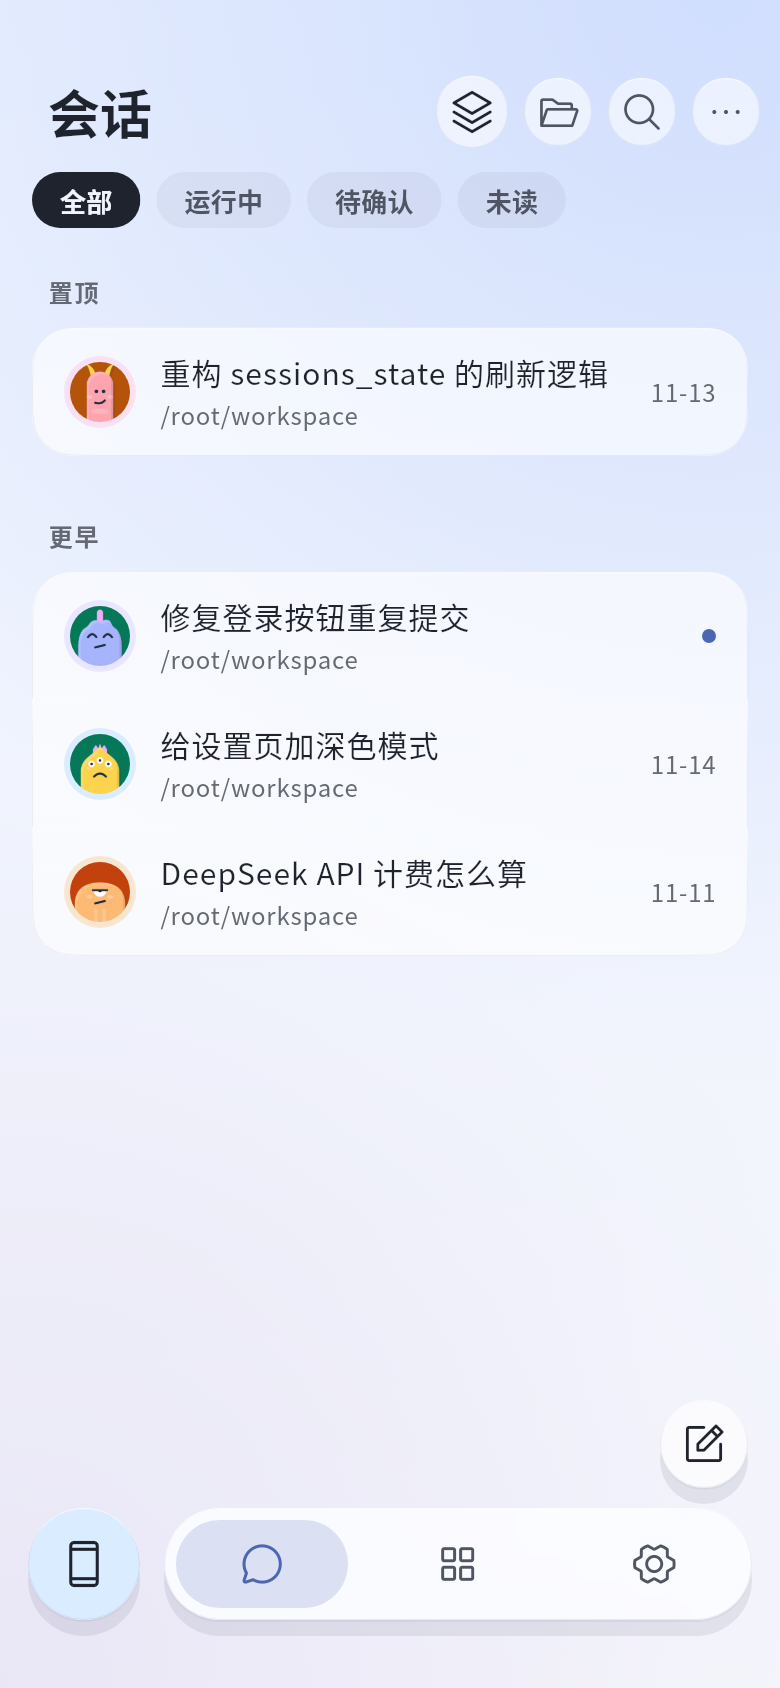 会话
全部
运行中
待确认
未读
置顶
重构 sessions_state 的刷新逻辑
/root/workspace
11-13
更早
修复登录按钮重复提交
/root/workspace
给设置页加深色模式
/root/workspace
11-14
DeepSeek API 计费怎么算
/root/workspace
11-11